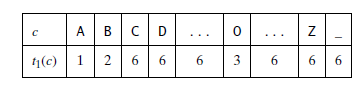 c A B C D ... O ... Z _
t₁(c) 1 2 6 6 6 3 6 6 6